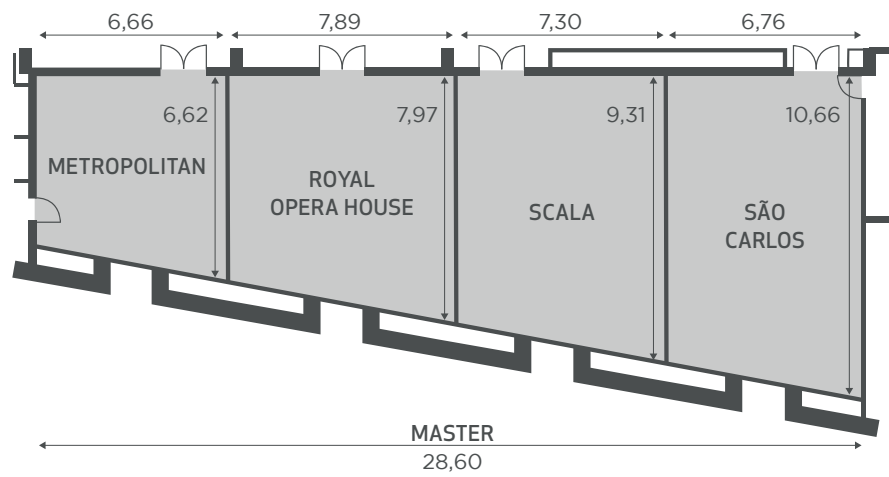 6,66
7,89
7,30
6,76
6,62
7,97
9,31
10,66
METROPOLITAN
ROYAL
OPERA HOUSE
SCALA
SÃO
CARLOS
MASTER
28,60